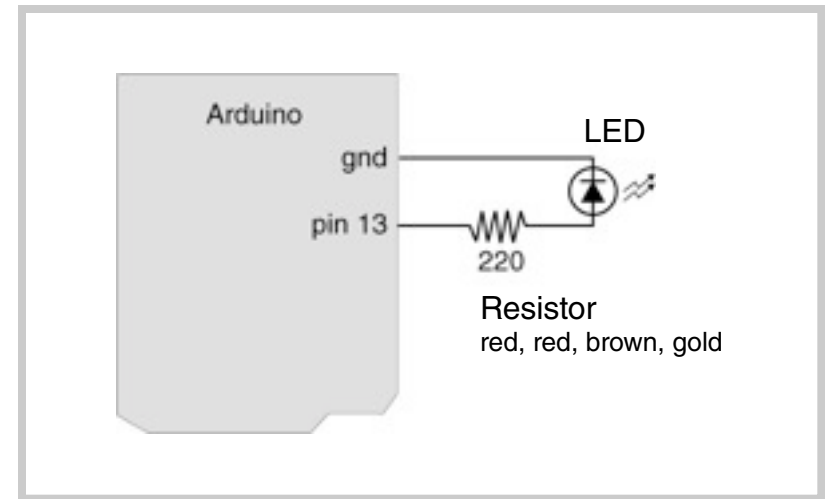 Arduino
LED
gnd
pin 13
220
Resistor
red, red, brown, gold